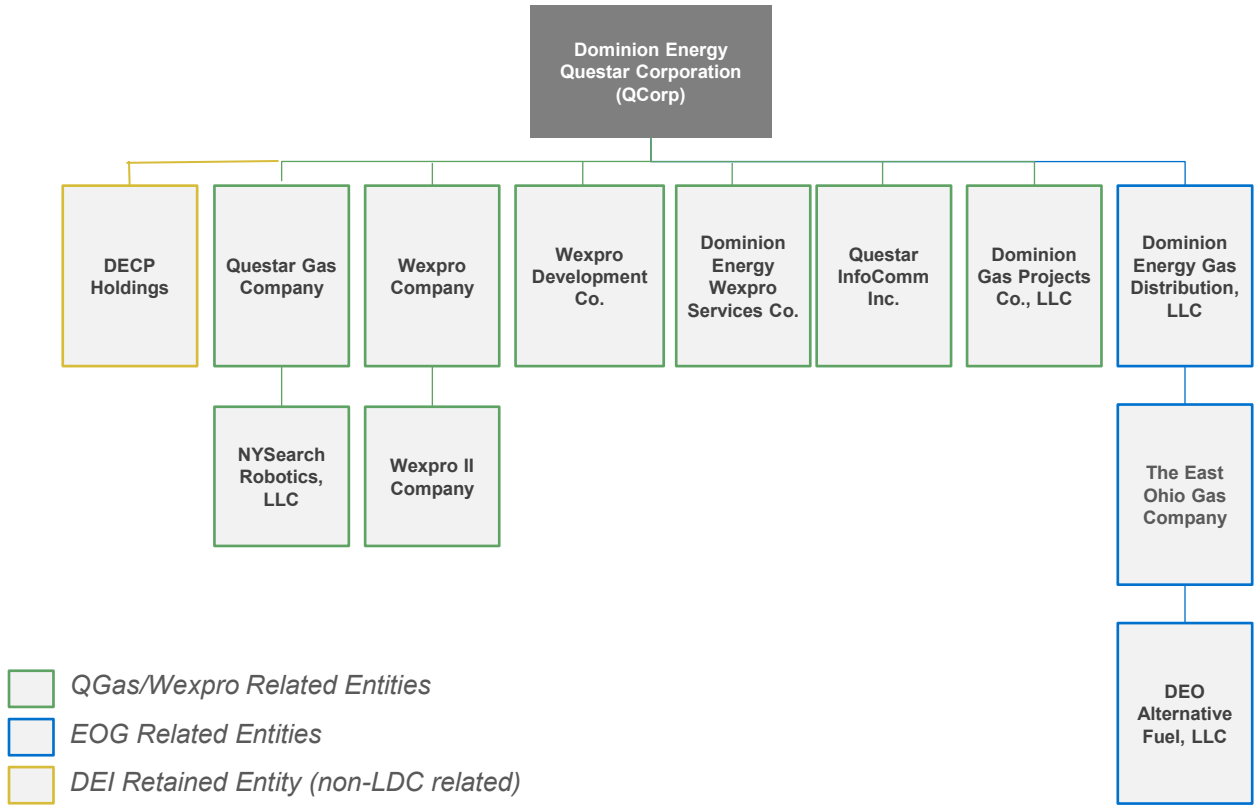 Dominion Energy
Questar Corporation
(QCorp)
DECP
Holdings
Questar Gas
Company
Wexpro
Company
Wexpro
Development
Co.
Dominion
Energy
Wexpro
Services Co.
Questar
InfoComm
Inc.
Dominion
Gas Projects
Co., LLC
Dominion
Energy Gas
Distribution,
LLC
NYSearch
Robotics,
LLC
Wexpro II
Company
The East
Ohio Gas
Company
DEO
Alternative
Fuel, LLC
QGas/Wexpro Related Entities
EOG Related Entities
DEI Retained Entity (non-LDC related)